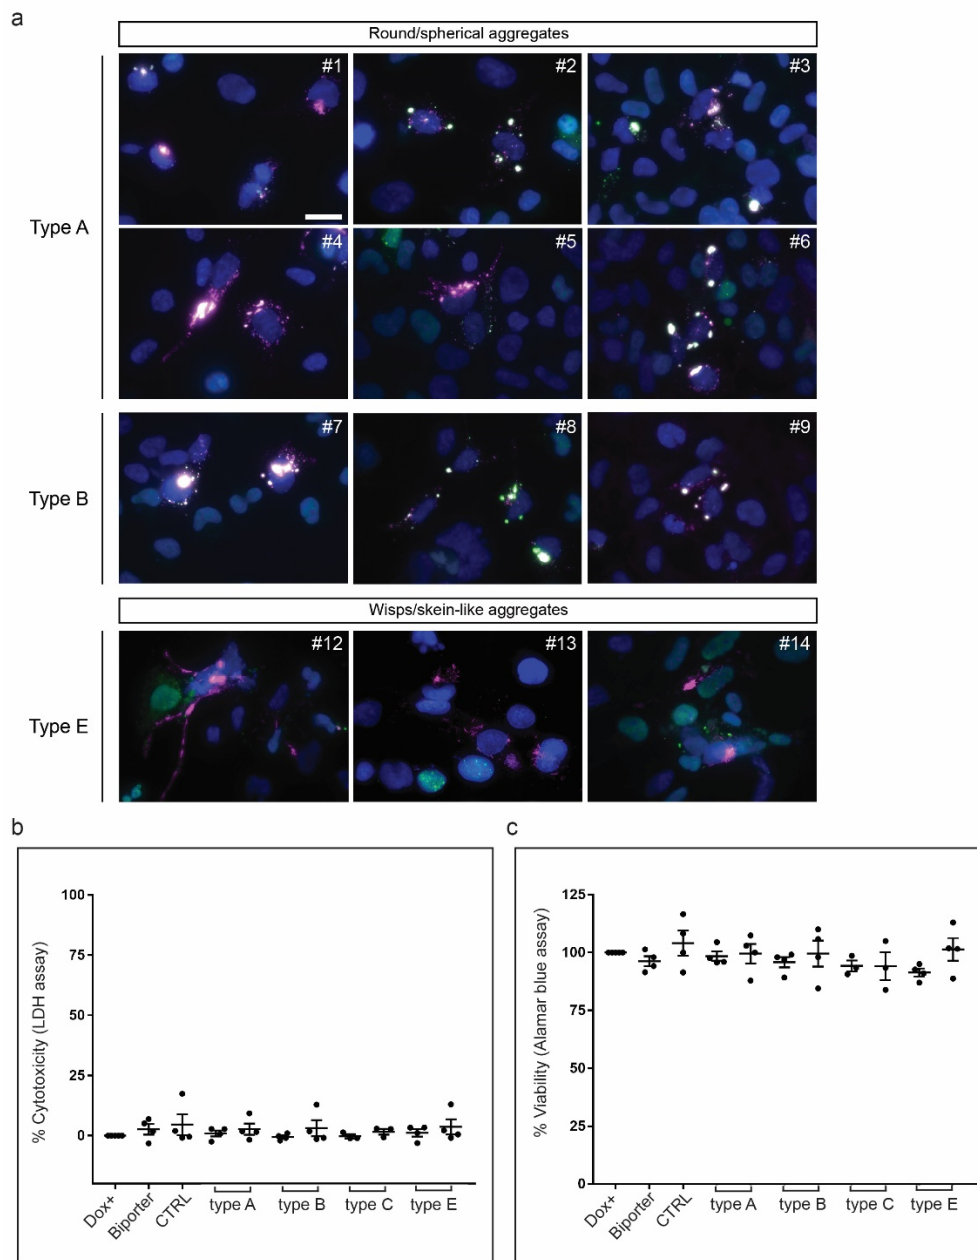 a
Round/spherical aggregates
Type A
#1
#2
#3
#4
#5
#6
Type B
#7
#8
#9
Wisps/skein-like aggregates
Type E
#12
#13
#14
b
% Cytotoxicity (LDH assay)
100
75
50
25
0
Dox+
Biporter
CTRL
type A
type B
type C
type E
c
% Viability (Alamar blue assay)
125
100
75
50
25
0
Dox+
Biporter
CTRL
type A
type B
type C
type E